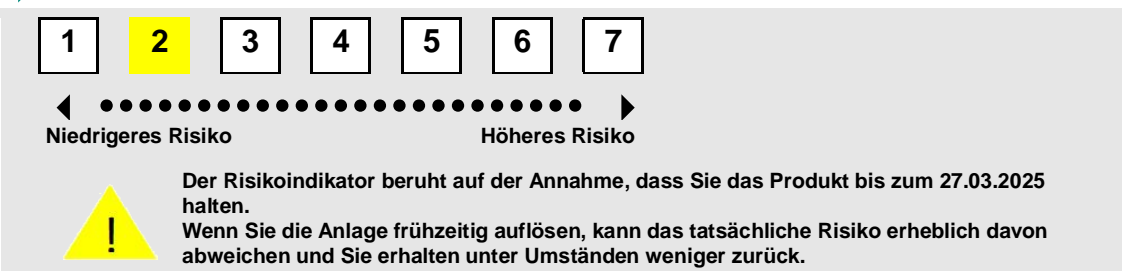 1 2 3 4 5 6 7
Niedrigeres Risiko Höheres Risiko
Der Risikoindikator beruht auf der Annahme, dass Sie das Produkt bis zum 27.03.2025
halten.
! Wenn Sie die Anlage frühzeitig auflösen, kann das tatsächliche Risiko erheblich davon
abweichen und Sie erhalten unter Umständen weniger zurück.